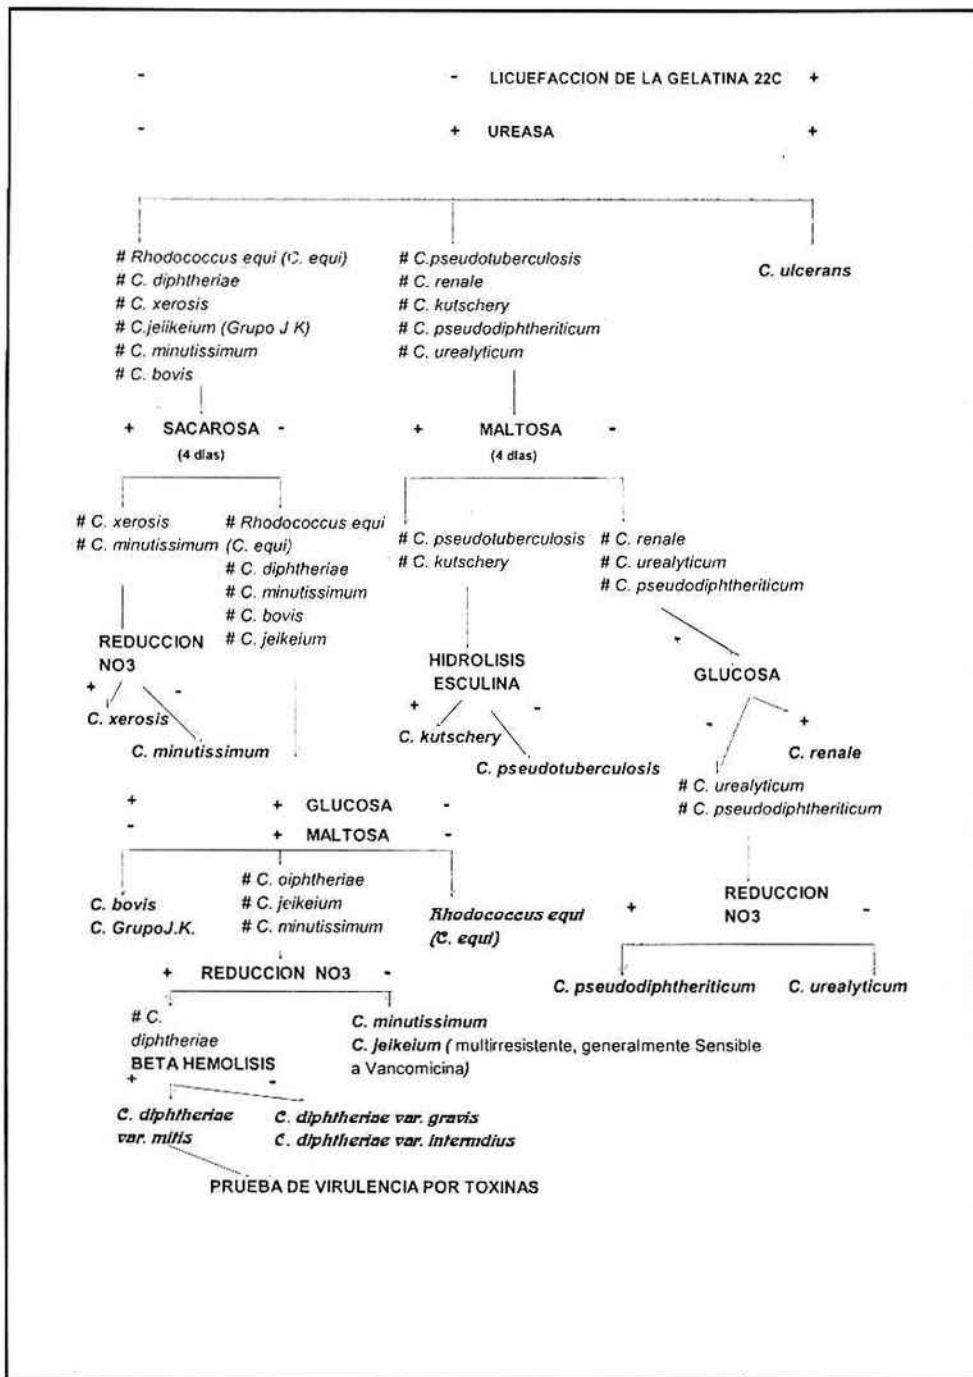 - - LICUEFACCION DE LA GELATINA 22C +
- + UREASA +
# Rhodococcus equi (C. equi)
# C. diphtheriae
# C. xerosis
# C.jeiikeium (Grupo J K)
# C. minutissimum
# C. bovis
# C.pseudotuberculosis
# C. renale
# C. kutschery
# C. pseudodiphtheriticum
# C. urealyticum
C. ulcerans
+ SACAROSA -
(4 dias)
+ MALTOSA -
(4 dias)
# C. xerosis
# C. minutissimum
# Rhodococcus equi
(C. equi)
# C. diphtheriae
# C. minutissimum
# C. bovis
# C. jeikeium
# C. pseudotuberculosis
# C. kutschery
# C. renale
# C. urealyticum
# C. pseudodiphtheriticum
REDUCCION
NO3
+ -
C. xerosis
C. minutissimum
HIDROLISIS
ESCULINA
+ -
C. kutschery
C. pseudotuberculosis
GLUCOSA
- +
C. renale
# C. urealyticum
# C. pseudodiphtheriticum
+ + GLUCOSA -
- + MALTOSA -
C. bovis
C. GrupoJ.K.
# C. oiphtheriae
# C. jeikeium
# C. minutissimum
Rhodococcus equi
(C. equi)
REDUCCION
+ NO3 -
C. pseudodiphtheriticum C. urealyticum
+ REDUCCION NO3 -
# C.
diphtheriae
C. minutissimum
C. jeikeium ( multirresistente, generalmente Sensible
a Vancomicina)
BETA HEMOLISIS
+ -
C. diphtheriae
var. mitis
C. diphtheriae var. gravis
C. diphtheriae var. intermdius
PRUEBA DE VIRULENCIA POR TOXINAS